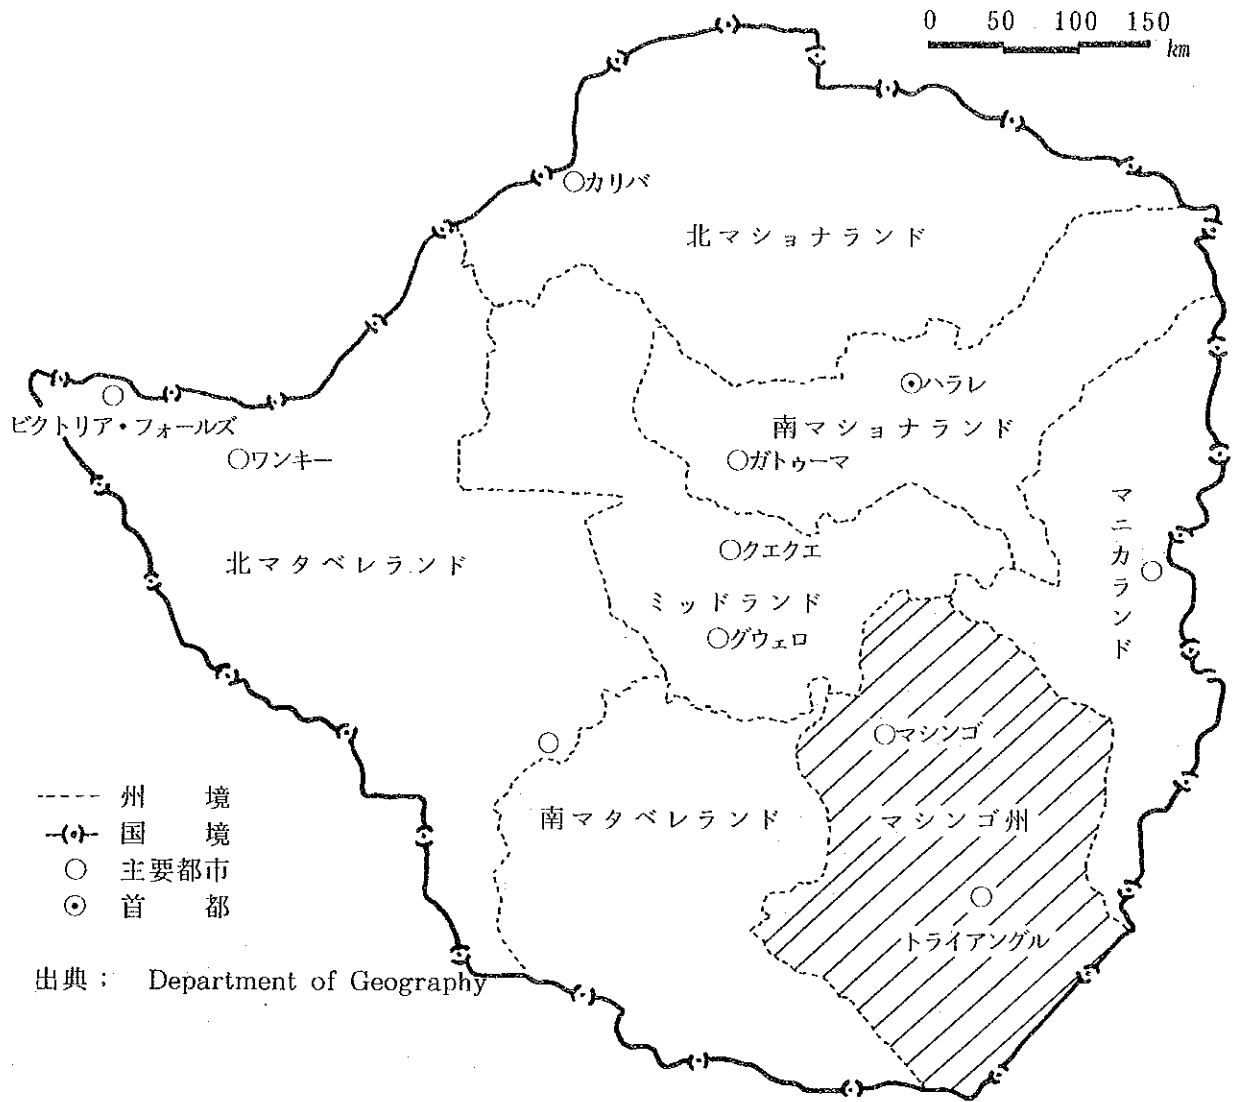 0 50 100 150
km
カリバ
北マショナランド
ハラレ
ビクトリア・フォールズ
南マショナランド
ワンキー
ガトゥーマ
マニカランド
クエクエ
北マタベレランド
ミッドランド
グウェロ
マシンゴ
南マタベレランド
マシンゴ州
トライアングル
州境
国境
主要都市
首都
出典； Department of Geography